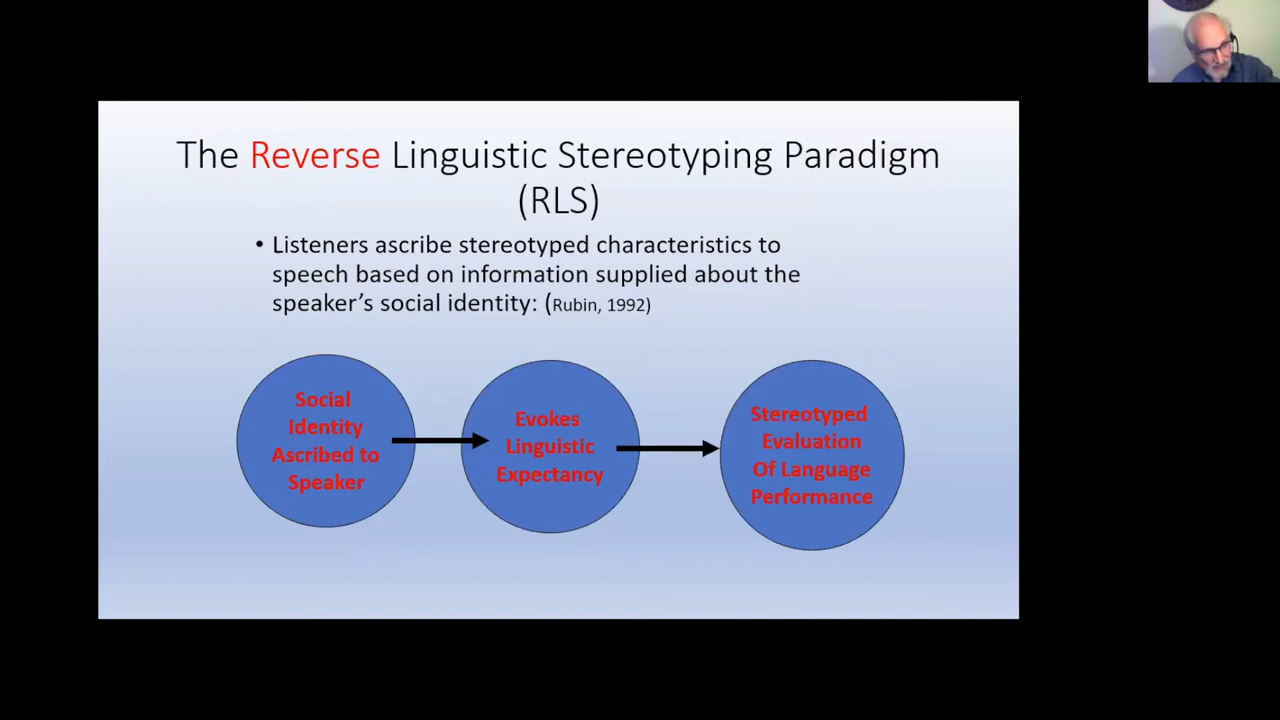 The Reverse Linguistic Stereotyping Paradigm
(RLS)
• Listeners ascribe stereotyped characteristics to
speech based on information supplied about the
speaker’s social identity: (Rubin, 1992)
Social
Identity
Ascribed to
Speaker
Evokes
Linguistic
Expectancy
Stereotyped
Evaluation
Of Language
Performance